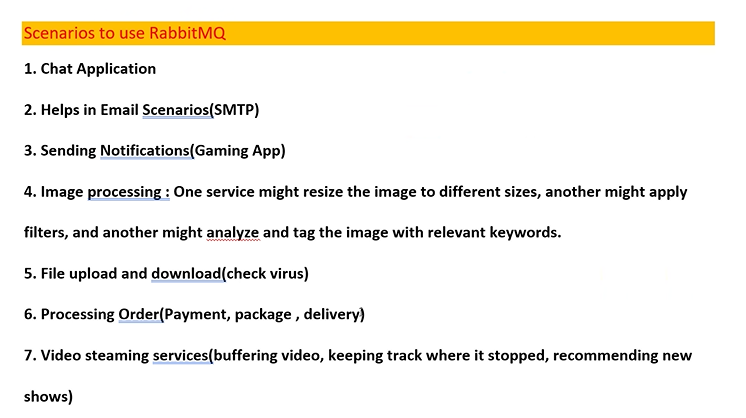 Scenarios to use RabbitMQ
1. Chat Application
2. Helps in Email Scenarios(SMTP)
3. Sending Notifications(Gaming App)
4. Image processing : One service might resize the image to different sizes, another might apply
filters, and another might analyze and tag the image with relevant keywords.
5. File upload and download(check virus)
6. Processing Order(Payment, package , delivery)
7. Video steaming services(buffering video, keeping track where it stopped, recommending new
shows)